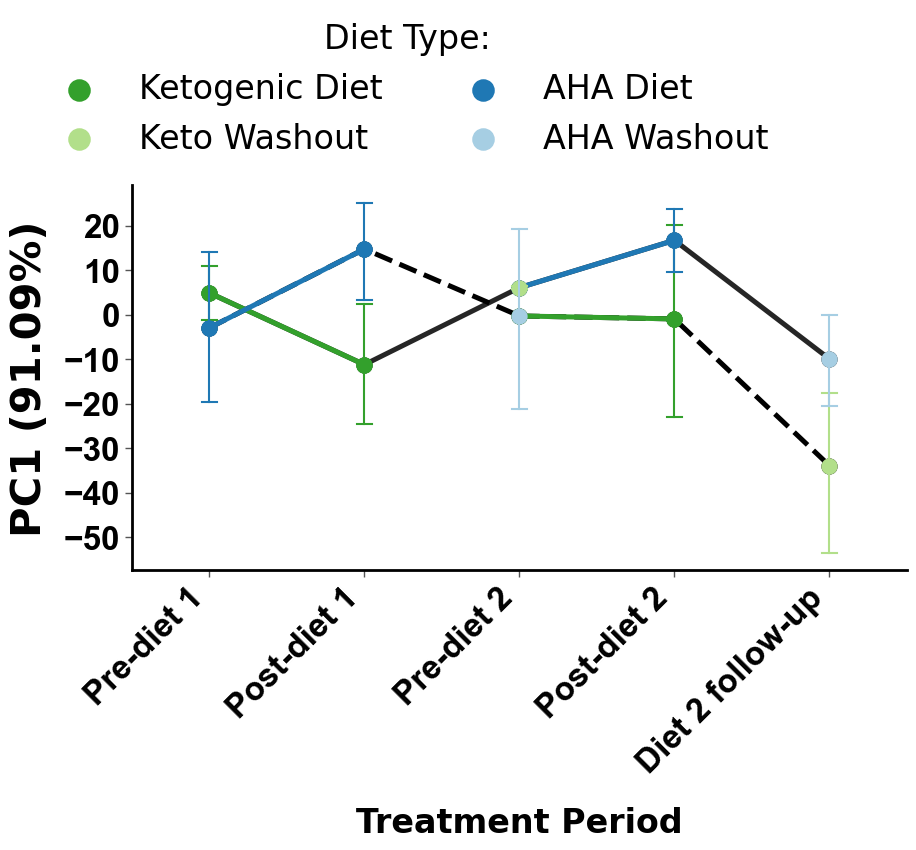 Diet Type:
Ketogenic Diet
AHA Diet
Keto Washout
AHA Washout
PC1 (91.09%)
20
10
0
−10
−20
−30
−40
−50
Pre-diet 1
Post-diet 1
Pre-diet 2
Post-diet 2
Diet 2 follow-up
Treatment Period